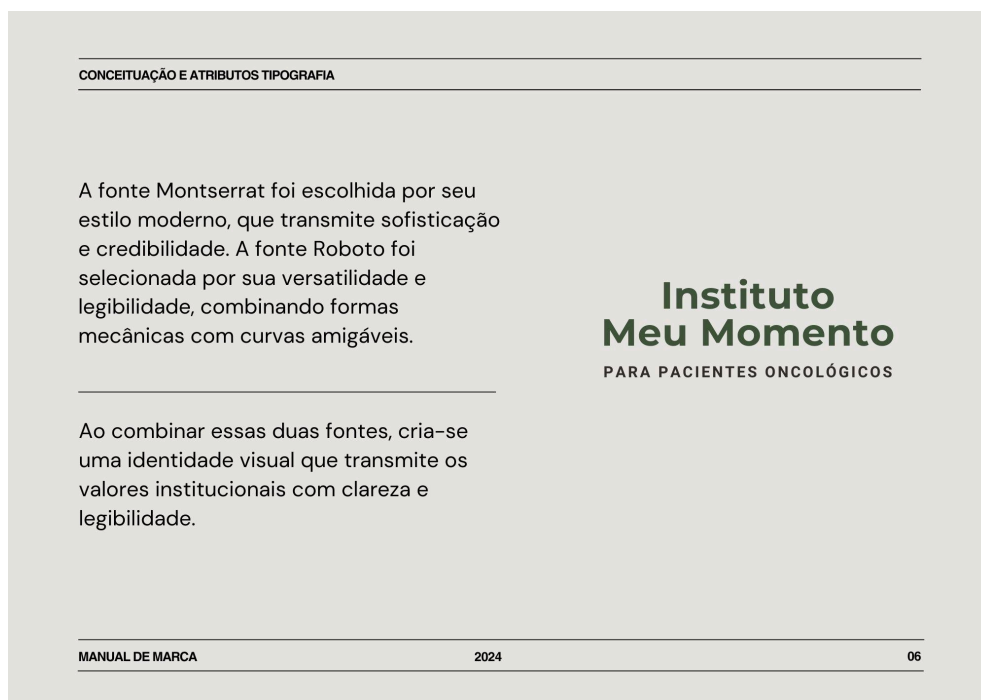 CONCEITUAÇÃO E ATRIBUTOS TIPOGRAFIA
A fonte Montserrat foi escolhida por seu
estilo moderno, que transmite sofisticação
e credibilidade. A fonte Roboto foi
selecionada por sua versatilidade e
legibilidade, combinando formas
mecânicas com curvas amigáveis.
Ao combinar essas duas fontes, cria-se
uma identidade visual que transmite os
valores institucionais com clareza e
legibilidade.
Instituto
Meu Momento
PARA PACIENTES ONCOLÓGICOS
MANUAL DE MARCA
2024
06